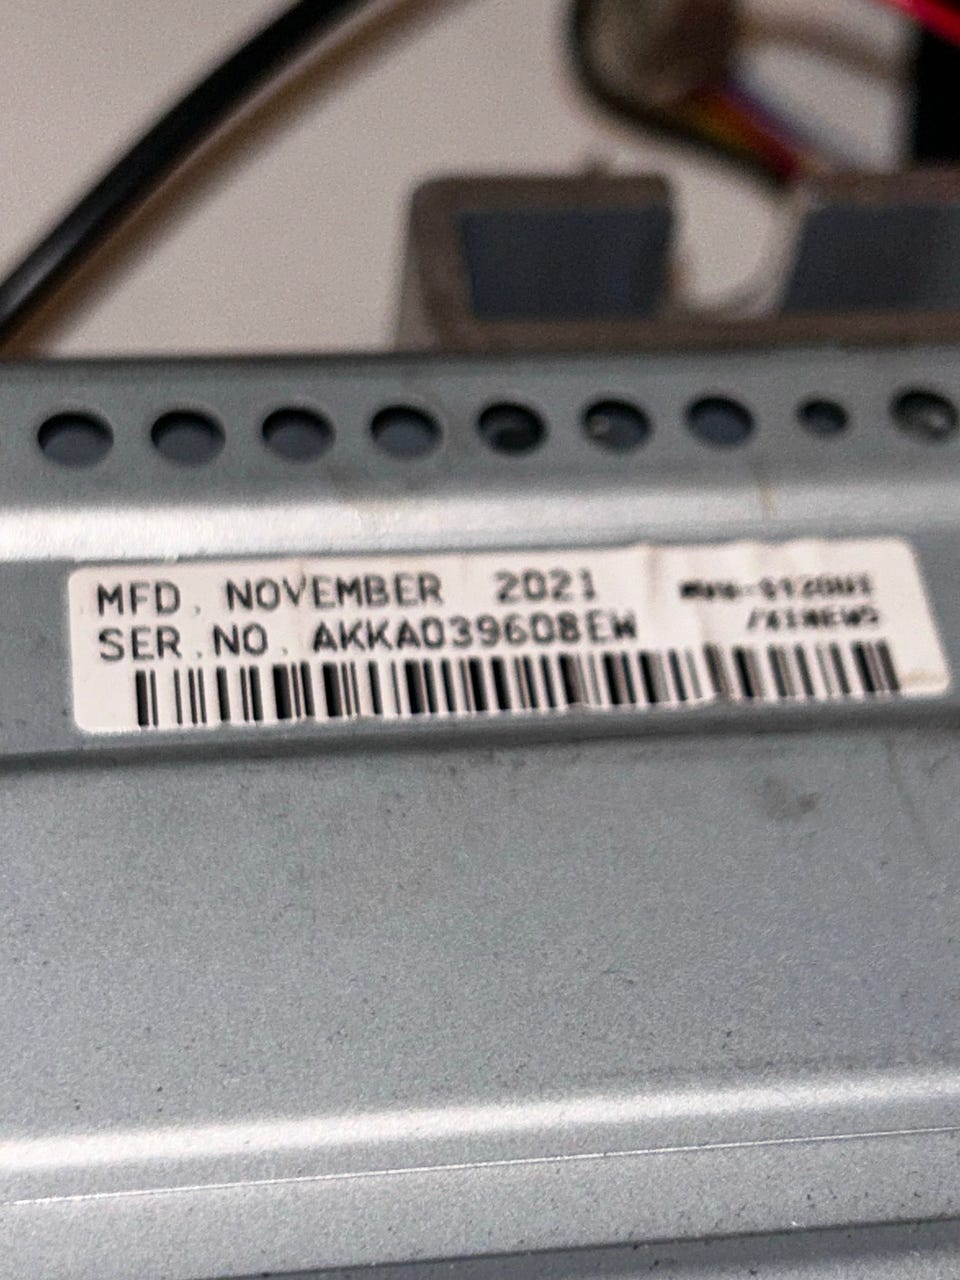 MFD. NOVEMBER 2021
SER.NO. AKKA039608EW